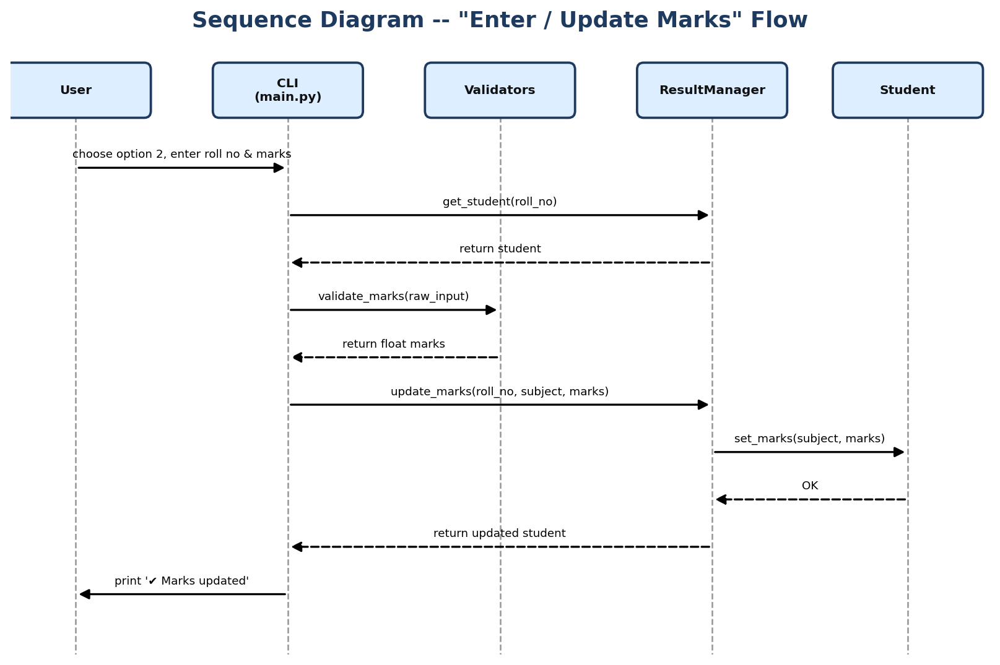 Sequence Diagram -- "Enter / Update Marks" Flow
User
CLI
(main.py)
Validators
ResultManager
Student
choose option 2, enter roll no & marks
get_student(roll_no)
return student
validate_marks(raw_input)
return float marks
update_marks(roll_no, subject, marks)
set_marks(subject, marks)
OK
return updated student
print '✔ Marks updated'